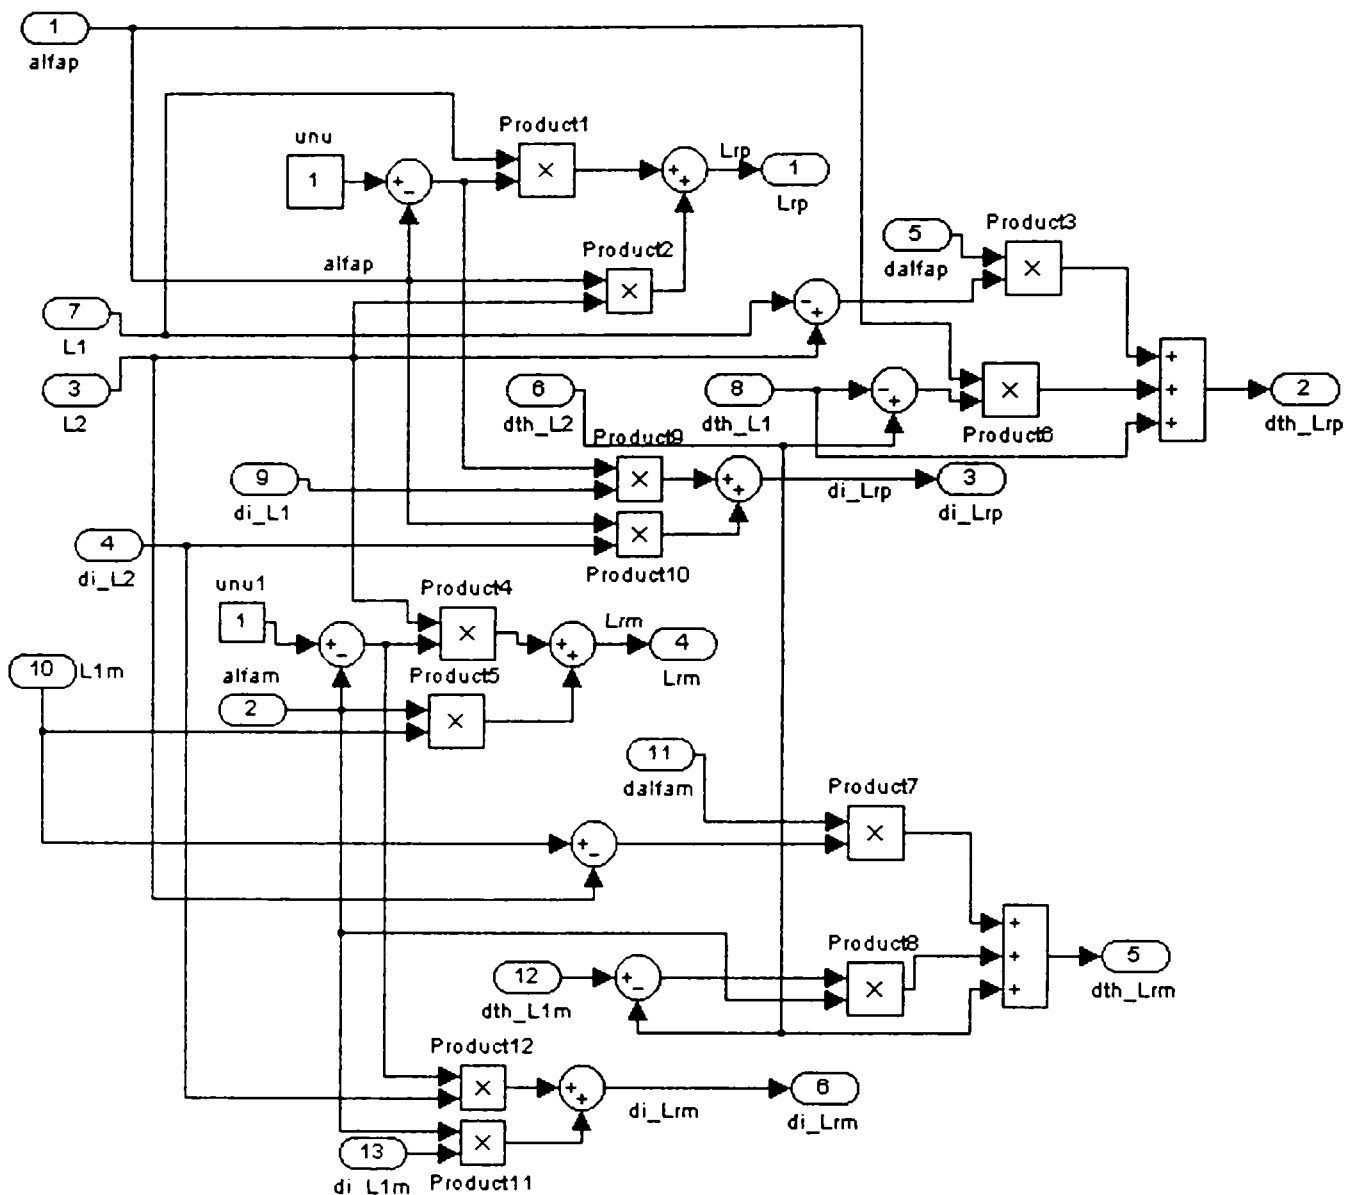 1
alfap
Product1
unu
1
×
+
-
+
+
Lrp
1
Lrp
Product3
5
dalfap
×
Product2
alfap
×
7
L1
-
+
3
L2
6
dth_L2
8
dth_L1
-
+
×
Product6
+
+
+
2
dth_Lrp
Product9
9
di_L1
×
+
+
di_Lrp
3
di_Lrp
4
di_L2
×
Product10
unu1
1
Product4
+
-
×
+
+
Lrm
4
Lrm
10
L1m
alfam
2
Product5
×
11
dalfam
Product7
×
+
-
Product8
12
dth_L1m
+
-
×
+
+
+
5
dth_Lrm
Product12
×
+
+
di_Lrm
6
di_Lrm
×
13
di_L1m
Product11